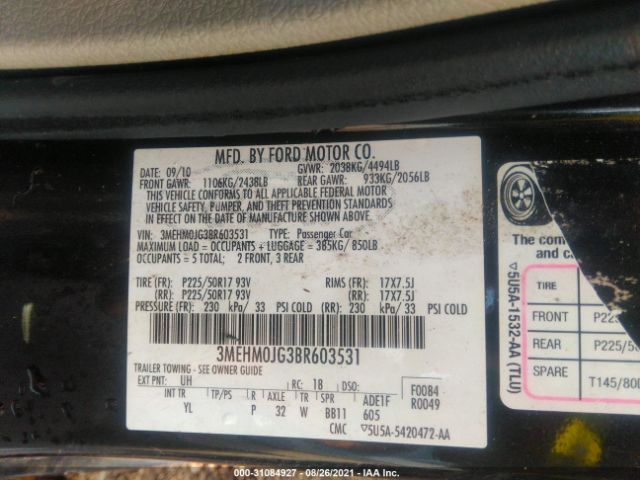 MFD. BY FORD MOTOR CO.
DATE: 09/10 GVWR: 2038KG/4494LB
FRONT GAWR: 1106KG/2438LB REAR GAWR: 933KG/2056LB
THIS VEHICLE CONFORMS TO ALL APPLICABLE FEDERAL MOTOR
VEHICLE SAFETY, BUMPER, AND THEFT PREVENTION STANDARDS
IN EFFECT ON THE DATE OF MANUFACTURE SHOWN ABOVE.
VIN: 3MEHM0JG3BR603531 TYPE: Passenger Car
MAXIMUM LOAD = OCCUPANTS + LUGGAGE = 385KG/850LB
OCCUPANTS = 5 TOTAL; 2 FRONT, 3 REAR
TIRE (FR): P225/50R17 93V RIMS (FR): 17X7.5J
(RR): P225/50R17 93V (RR): 17X7.5J
PRESSURE (FR): 230 kPa/ 33 PSI COLD (RR): 230 kPa/ 33 PSI COLD
3MEHM0JG3BR603531
TRAILER TOWING - SEE OWNER GUIDE
EXT PNT: UH RC: 18 DSO: F0084
INT TR TP/PS R AXLE TR SPR ADE1F R0049
YL P 32 W BB11 605
CMC ▽5U5A-5420472-AA
The com
and c
▽5U5A-1532-AA (TLU)
TIRE
FRONT P22
REAR P225/5
SPARE T145/80
000-31084927 - 08/26/2021 - IAA Inc.